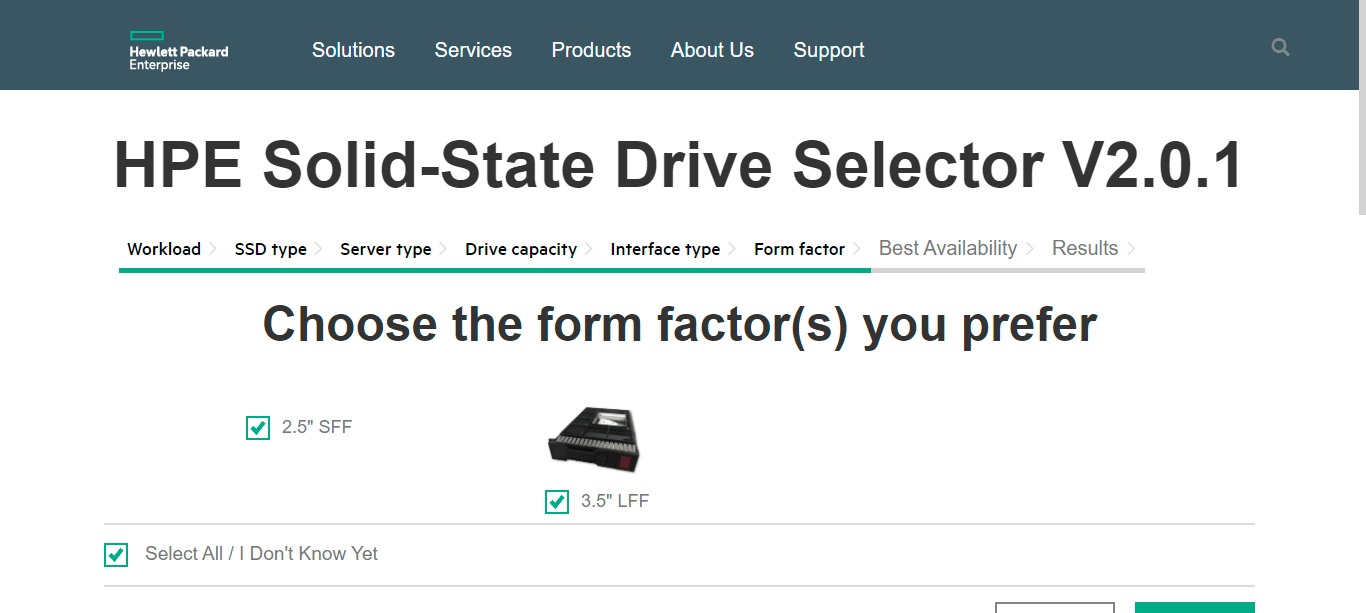 Hewlett Packard
Enterprise
Solutions Services Products About Us Support
HPE Solid-State Drive Selector V2.0.1
Workload SSD type Server type Drive capacity Interface type Form factor Best Availability Results
Choose the form factor(s) you prefer
2.5" SFF
3.5" LFF
Select All / I Don't Know Yet